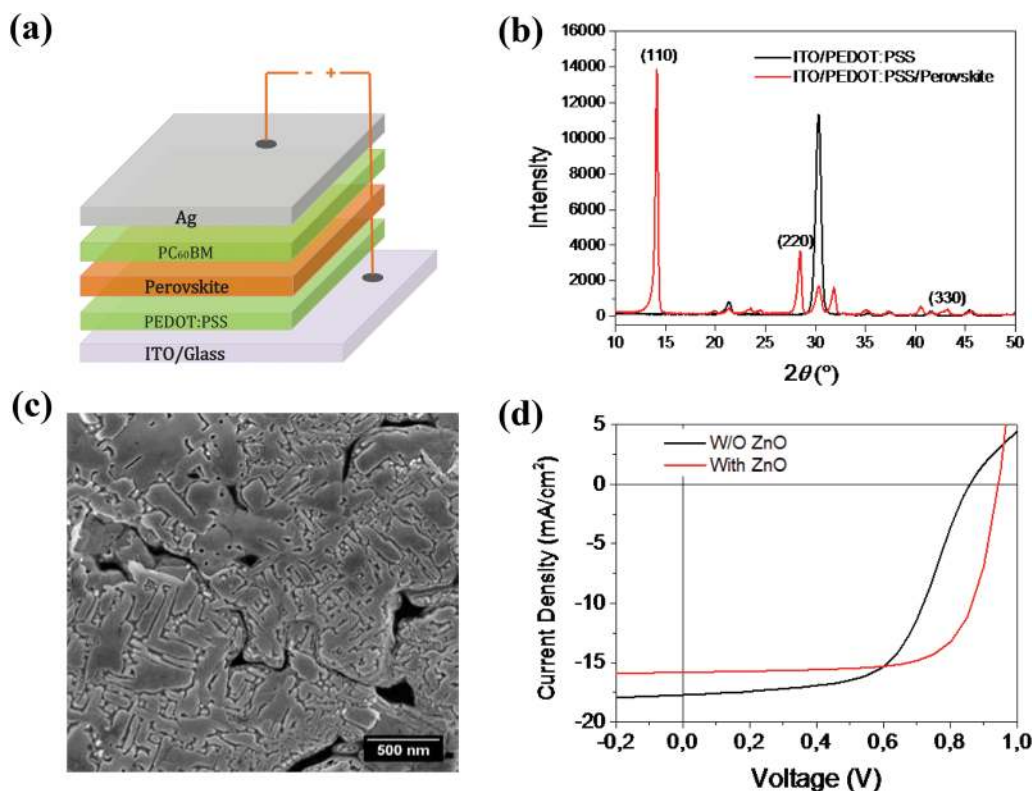 (a)
- +
Ag
PC₆₀BM
Perovskite
PEDOT:PSS
ITO/Glass
(b)
16000
14000
12000
10000
8000
6000
4000
2000
0
Intensity
(110)
(220)
(330)
ITO/PEDOT:PSS
ITO/PEDOT:PSS/Perovskite
10 15 20 25 30 35 40 45 50
2θ (°)
(c)
500 nm
(d)
5
0
-5
-10
-15
-20
Current Density (mA/cm²)
W/O ZnO
With ZnO
-0,2 0,0 0,2 0,4 0,6 0,8 1,0
Voltage (V)